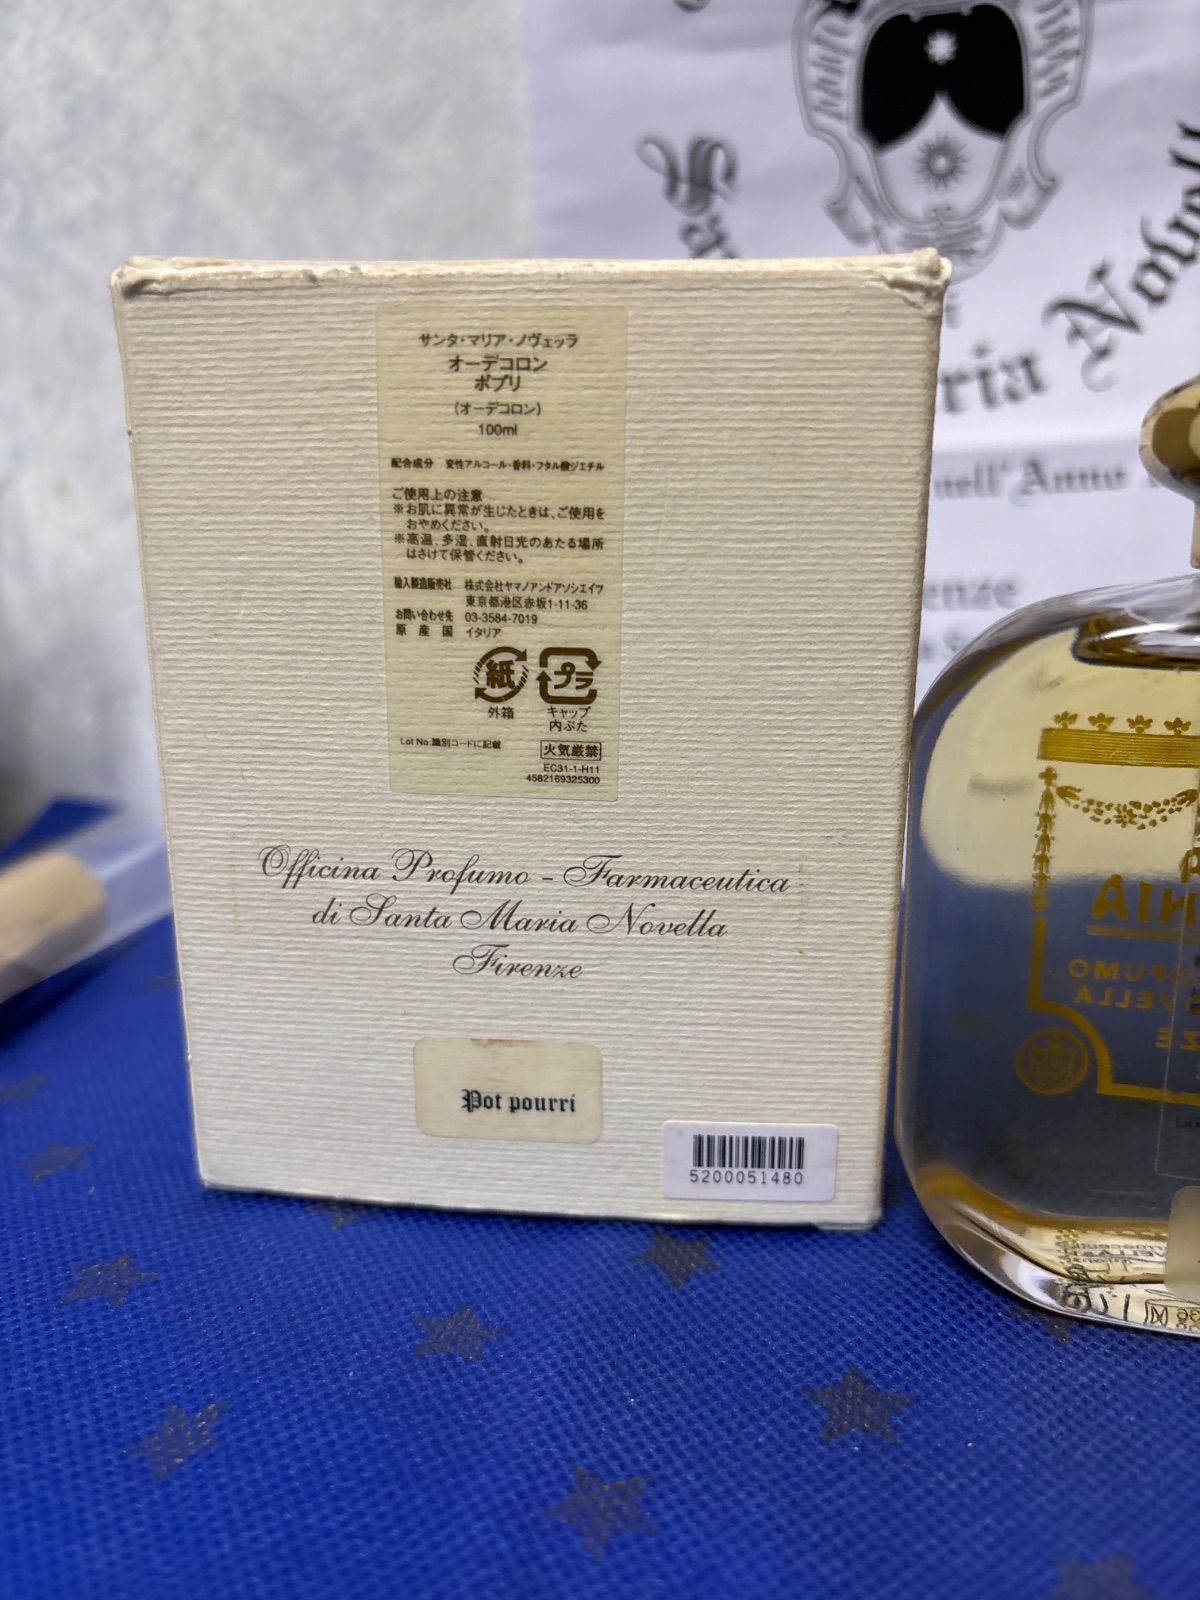 Maria Novella
nell'Anno
サンタ・マリア・ノヴェッラ
オーデコロン
ポプリ
(オーデコロン)
100ml
配合成分 変性アルコール・香料・フタル酸ジエチル
ご使用上の注意
※お肌に異常が生じたときは、ご使用を
おやめください。
※高温、多湿、直射日光のあたる場所
はさけて保管ください。
輸入製造販売社 株式会社ヤマノアンドアソシエイツ
東京都港区赤坂1-11-36
お問い合わせ先 03-3584-7019
原産国 イタリア
紙
プラ
外箱
キャップ
内ぶた
Lot No:識別コードに記載
火気厳禁
EC31-1-H11
4582169325300
Officina Profumo - Farmaceutica
di Santa Maria Novella
Firenze
Pot pourri
5200051480